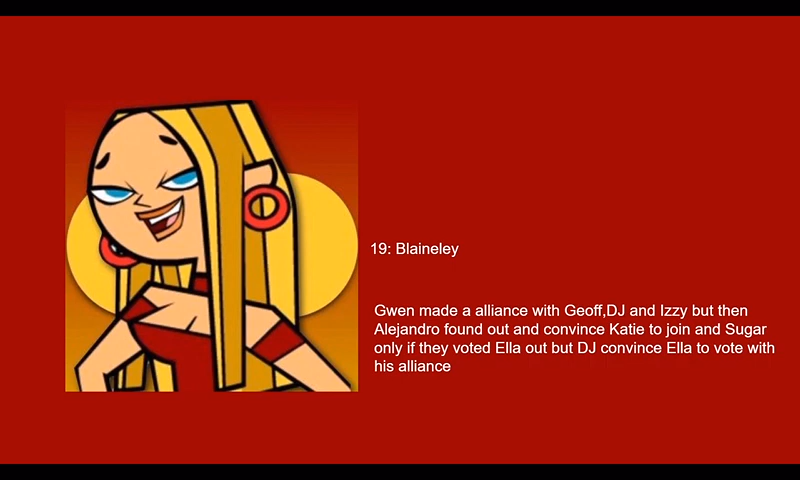 19: Blaineley
Gwen made a alliance with Geoff,DJ and Izzy but then
Alejandro found out and convince Katie to join and Sugar
only if they voted Ella out but DJ convince Ella to vote with
his alliance